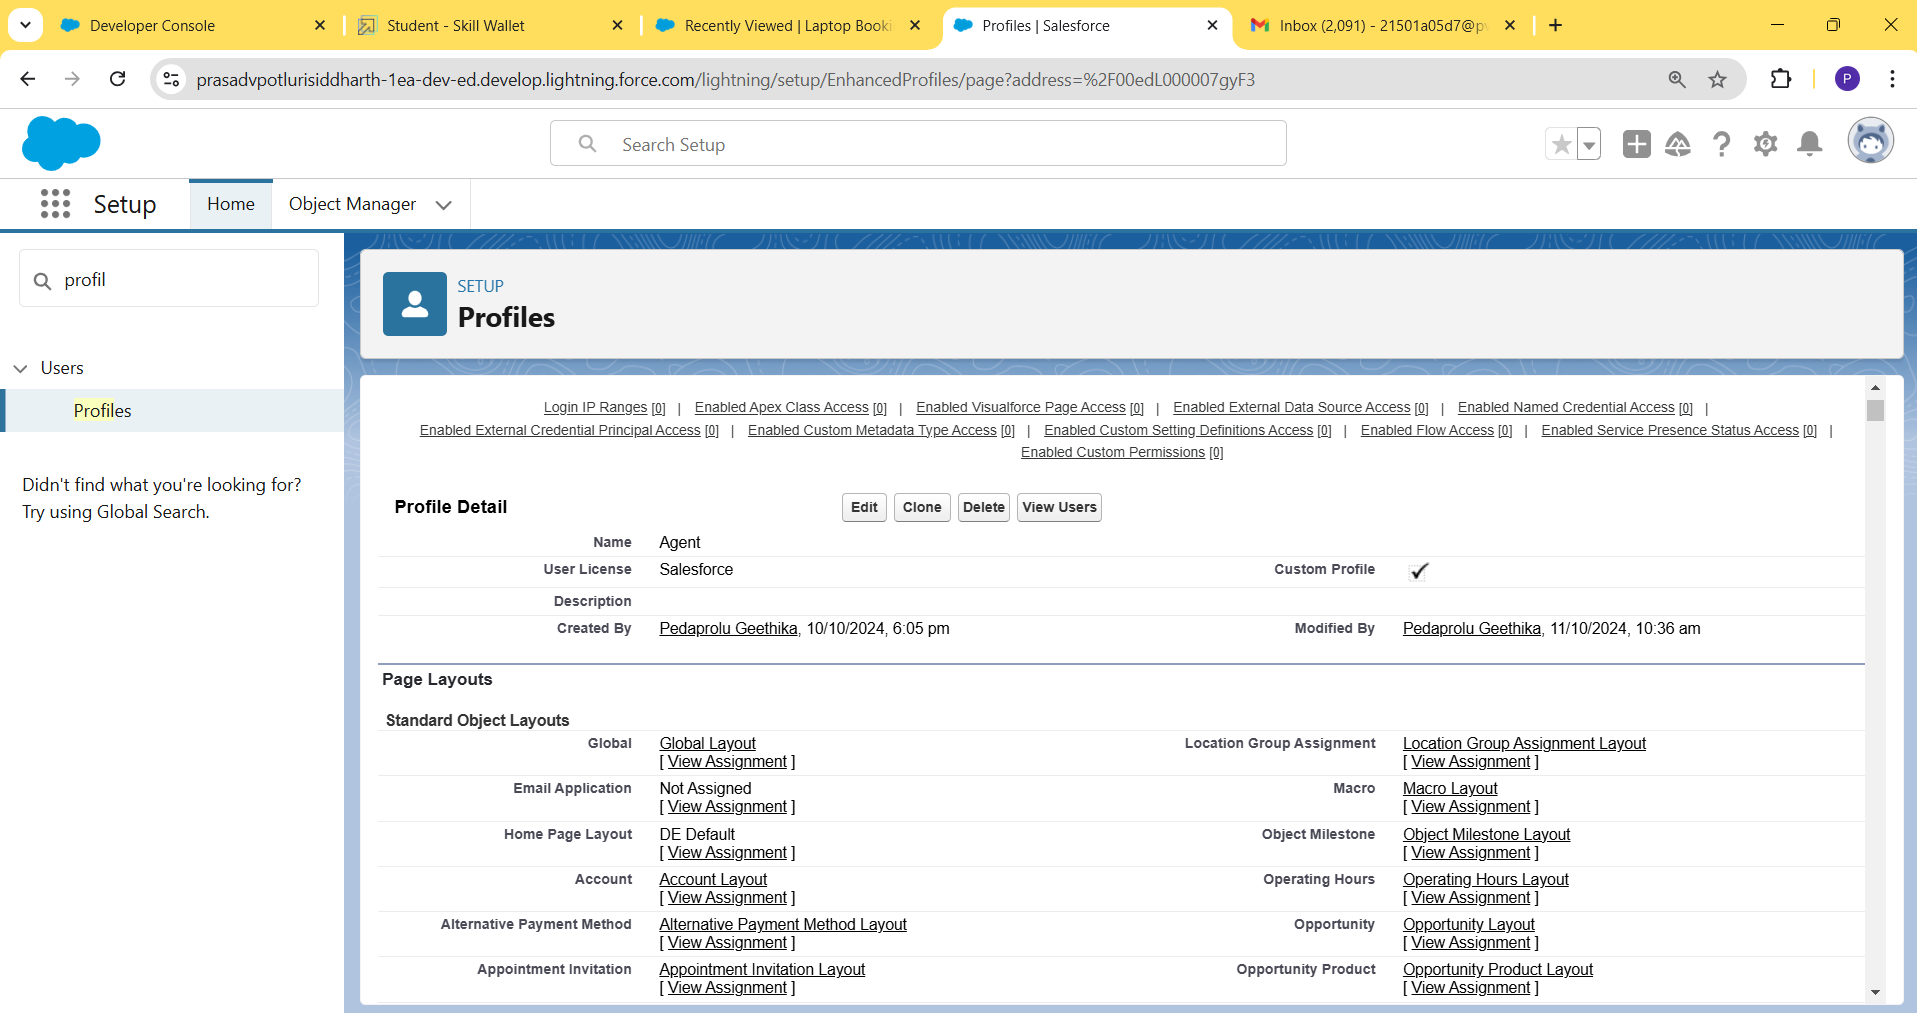 Developer Console
Student - Skill Wallet
Recently Viewed | Laptop Booki
Profiles | Salesforce
Inbox (2,091) - 21501a05d7@pv
prasadvpotlurisiddharth-1ea-dev-ed.develop.lightning.force.com/lightning/setup/EnhancedProfiles/page?address=%2F00edL000007gyF3
P
Search Setup
Setup
Home
Object Manager
profil
Users
Profiles
Didn't find what you're looking for?
Try using Global Search.
SETUP
Profiles
Login IP Ranges [0] | Enabled Apex Class Access [0] | Enabled Visualforce Page Access [0] | Enabled External Data Source Access [0] | Enabled Named Credential Access [0] |
Enabled External Credential Principal Access [0] | Enabled Custom Metadata Type Access [0] | Enabled Custom Setting Definitions Access [0] | Enabled Flow Access [0] | Enabled Service Presence Status Access [0] |
Enabled Custom Permissions [0]
Profile Detail
Edit Clone Delete View Users
Name Agent
User License Salesforce Custom Profile
Description
Created By Pedaprolu Geethika, 10/10/2024, 6:05 pm Modified By Pedaprolu Geethika, 11/10/2024, 10:36 am
Page Layouts
Standard Object Layouts
Global Global Layout Location Group Assignment Location Group Assignment Layout
[ View Assignment ] [ View Assignment ]
Email Application Not Assigned Macro Macro Layout
[ View Assignment ] [ View Assignment ]
Home Page Layout DE Default Object Milestone Object Milestone Layout
[ View Assignment ] [ View Assignment ]
Account Account Layout Operating Hours Operating Hours Layout
[ View Assignment ] [ View Assignment ]
Alternative Payment Method Alternative Payment Method Layout Opportunity Opportunity Layout
[ View Assignment ] [ View Assignment ]
Appointment Invitation Appointment Invitation Layout Opportunity Product Opportunity Product Layout
[ View Assignment ] [ View Assignment ]